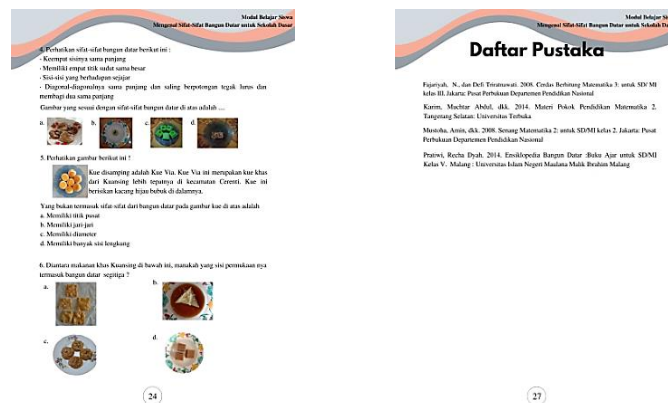 Modul Belajar Siswa
Mengenal Sifat-Sifat Bangun Datar untuk Sekolah Dasar
4. Perhatikan sifat-sifat bangun datar berikut ini :
- Keempat sisinya sama panjang
- Memiliki empat titik sudut sama besar
- Sisi-sisi yang berhadapan sejajar
- Diagonal-diagonalnya sama panjang dan saling berpotongan tegak lurus dan
membagi dua sama panjang
Gambar yang sesuai dengan sifat-sifat bangun datar di atas adalah ....
a. b. c. d.
5. Perhatikan gambar berikut ini !
Kue disamping adalah Kue Via. Kue Via ini merupakan kue khas
dari Kuansing lebih tepatnya di kecamatan Cerenti. Kue ini
berisikan kacang hijau bubuk di dalamnya.
Yang bukan termasuk sifat-sifat dari bangun datar pada gambar kue di atas adalah
a. Memiliki titik pusat
b. Memiliki jari-jari
c. Memiliki diameter
d. Memiliki banyak sisi lengkung
6. Diantara makanan khas Kuansing di bawah ini, manakah yang sisi permukaan nya
termasuk bangun datar segitiga ?
a. b.
c. d.
24
Modul Belajar
Mengenal Sifat-Sifat Bangun Datar untuk Sekolah
Daftar Pustaka
Fajariyah, N., dan Defi Triratnawati. 2008. Cerdas Berhitung Matematika 3: untuk SD/ MI
kelas III. Jakarta: Pusat Perbukuan Departemen Pendidikan Nasional
Karim, Muchtar Abdul, dkk. 2014. Materi Pokok Pendidikan Matematika 2.
Tangerang Selatan: Universitas Terbuka
Mustoha, Amin, dkk. 2008. Senang Matematika 2: untuk SD/MI kelas 2. Jakarta: Pusat
Perbukuan Departemen Pendidikan Nasional
Pratiwi, Recha Dyah. 2014. Ensiklopedia Bangun Datar :Buku Ajar untuk SD/MI
Kelas V. Malang : Universitas Islan Negeri Maulana Malik Ibrahim Malang
27